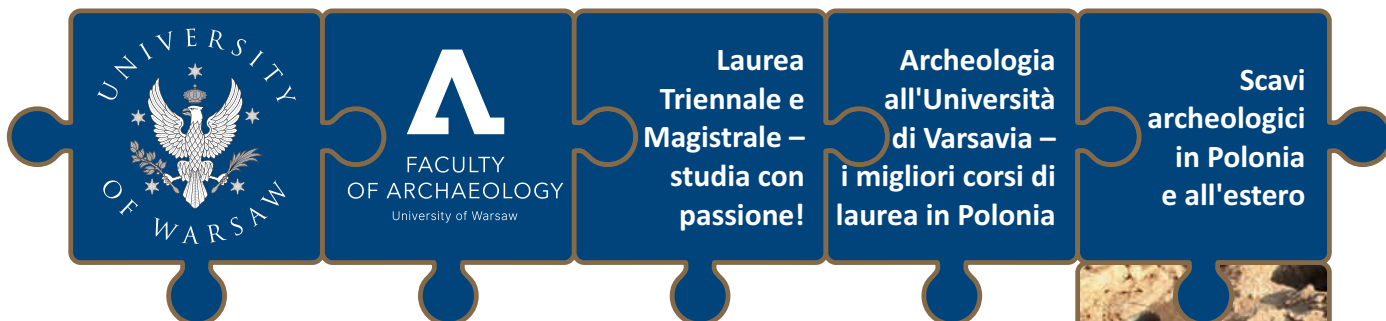 UNIVERSITY
OF WARSAW
FACULTY
OF ARCHAEOLOGY
University of Warsaw
Laurea
Triennale e
Magistrale –
studia con
passione!
Archeologia
all'Università
di Varsavia –
i migliori corsi di
laurea in Polonia
Scavi
archeologici
in Polonia
e all'estero